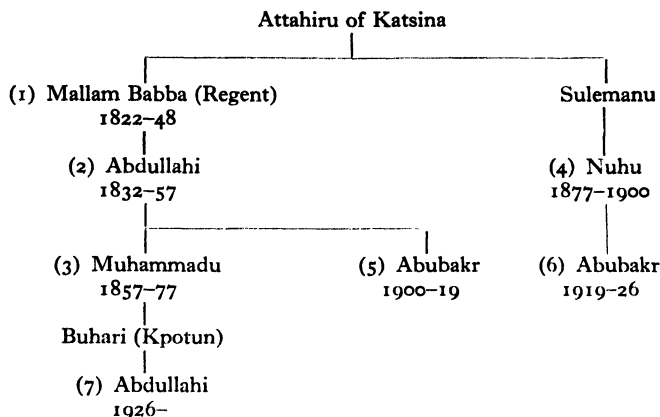 Attahiru of Katsina
(1) Mallam Babba (Regent)
1822–48
Sulemanu
(2) Abdullahi
1832–57
(4) Nuhu
1877–1900
(3) Muhammadu
1857–77
(5) Abubakr
1900–19
(6) Abubakr
1919–26
Buhari (Kpotun)
(7) Abdullahi
1926–